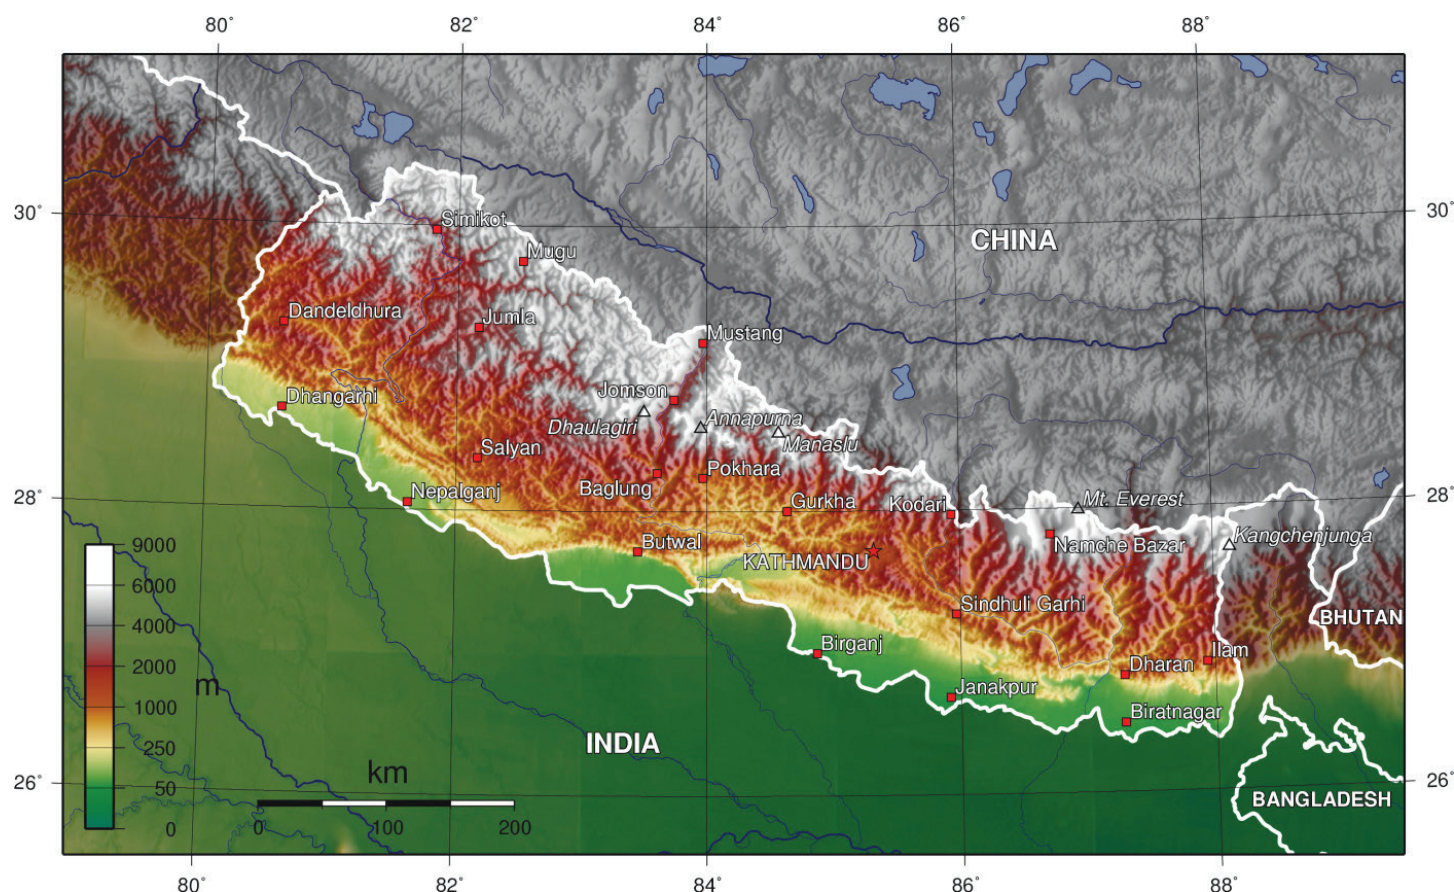 80°
82°
84°
86°
88°
30°
30°
CHINA
Simikot
Mugu
Dandeldhura
Jumla
Mustang
Dhangarhi
Jomson
Dhaulagiri
Annapurna
Manaslu
Salyan
Pokhara
Baglung
Nepalganj
Gurkha
Kodari
Mt. Everest
28°
28°
Namche Bazar
Kangchenjunga
Butwal
KATHMANDU
9000
6000
4000
2000
1000
250
50
0
m
Sindhuli Garhi
BHUTAN
Birganj
Dharan
Ilam
Janakpur
Biratnagar
INDIA
26°
26°
km
0
100
200
BANGLADESH
80°
82°
84°
86°
88°